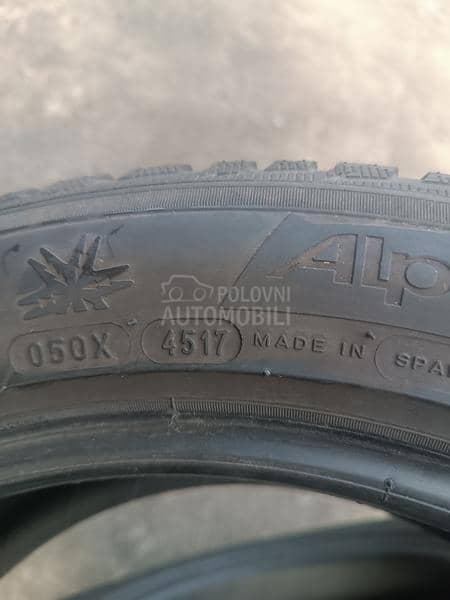 Alp
POLOVNI
AUTOMOBILI
050X 4517 MADE IN SPA